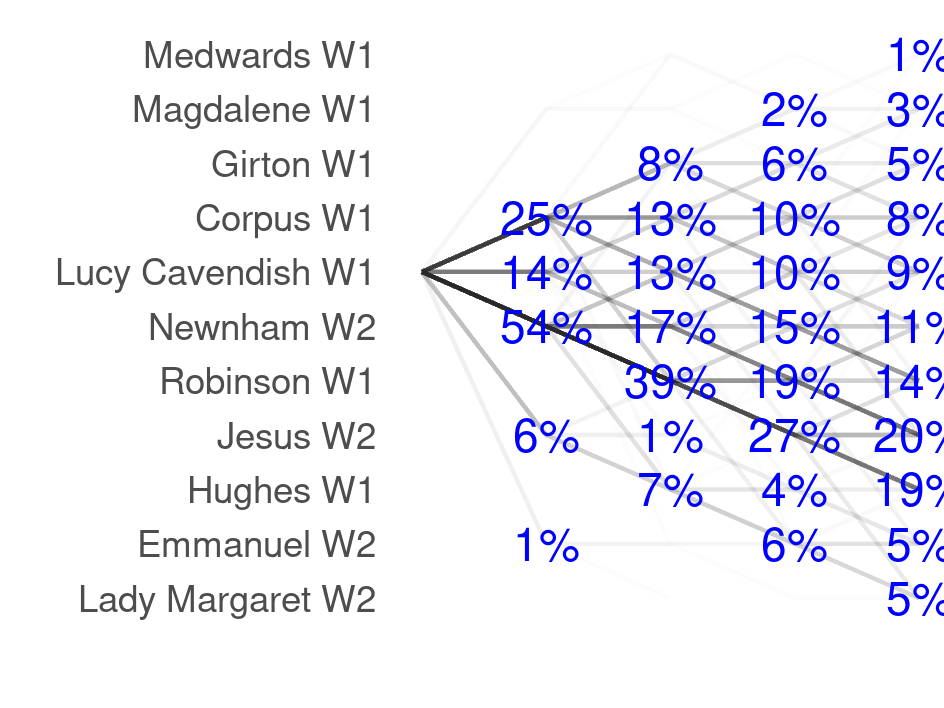 Medwards W1 1%
Magdalene W1 2% 3%
Girton W1 8% 6% 5%
Corpus W1 25% 13% 10% 8%
Lucy Cavendish W1 14% 13% 10% 9%
Newnham W2 54% 17% 15% 11%
Robinson W1 39% 19% 14%
Jesus W2 6% 1% 27% 20%
Hughes W1 7% 4% 19%
Emmanuel W2 1% 6% 5%
Lady Margaret W2 5%